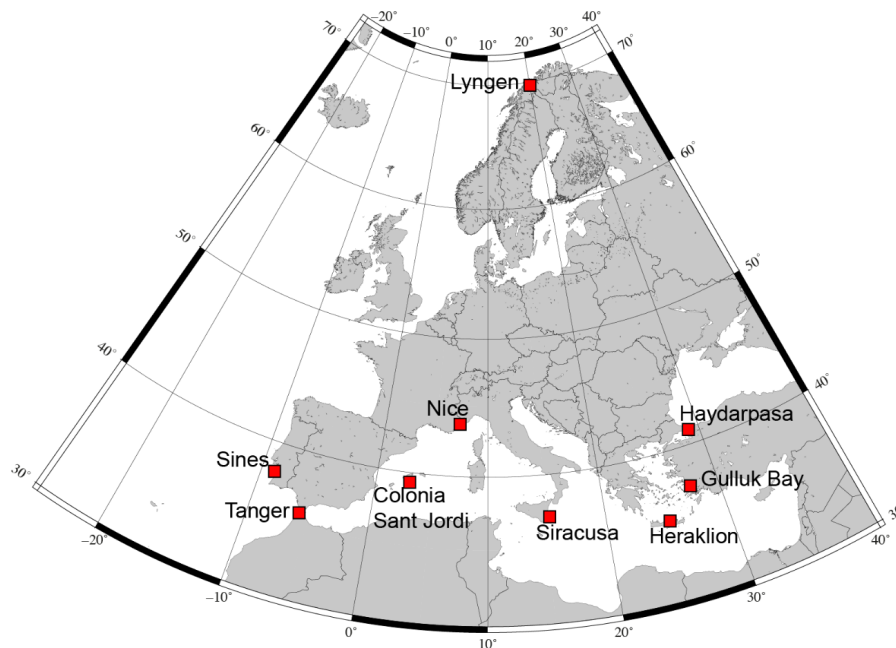 −20°
−10°
0°
10°
20°
30°
40°
70°
70°
Lyngen
60°
60°
50°
50°
40°
40°
Nice
Haydarpasa
Sines
Gulluk Bay
Colonia
Sant Jordi
Tanger
Siracusa
Heraklion
30°
−20°
−10°
0°
10°
20°
30°
40°